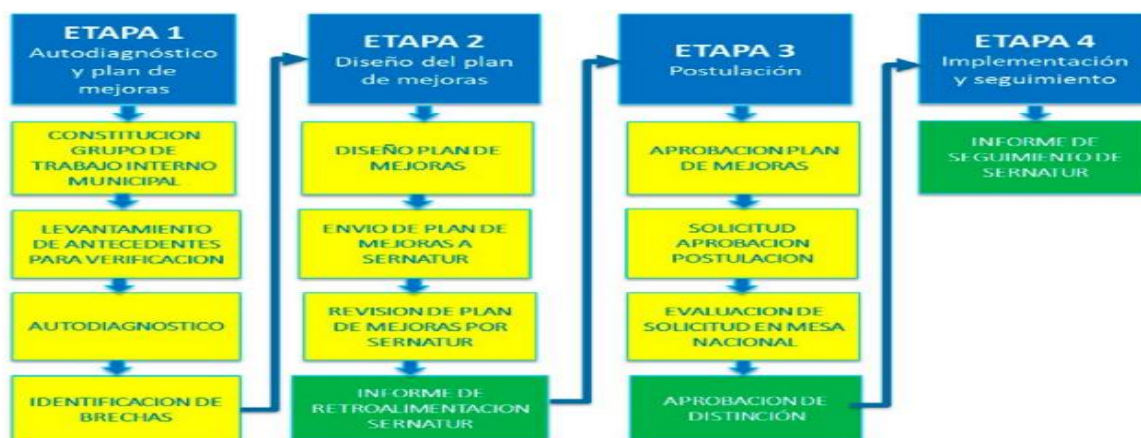 ETAPA 1
Autodiagnóstico
y plan de
mejoras
CONSTITUCION
GRUPO DE
TRABAJO INTERNO
MUNICIPAL
LEVANTAMIENTO
DE ANTECEDENTES
PARA VERIFICACION
AUTODIAGNOSTICO
IDENTIFICACION DE
BRECHAS
ETAPA 2
Diseño del plan
de mejoras
DISEÑO PLAN DE
MEJORAS
ENVIO DE PLAN DE
MEJORAS A
SERNATUR
REVISION DE PLAN
DE MEJORAS POR
SERNATUR
INFORME DE
RETROALIMENTACION
SERNATUR
ETAPA 3
Postulación
APROBACION PLAN
DE MEJORAS
SOLICITUD
APROBACION
POSTULACION
EVALUACION DE
SOLICITUD EN MESA
NACIONAL
APROBACION DE
DISTINCIÓN
ETAPA 4
Implementación
y seguimiento
INFORME DE
SEGUIMIENTO DE
SERNATUR